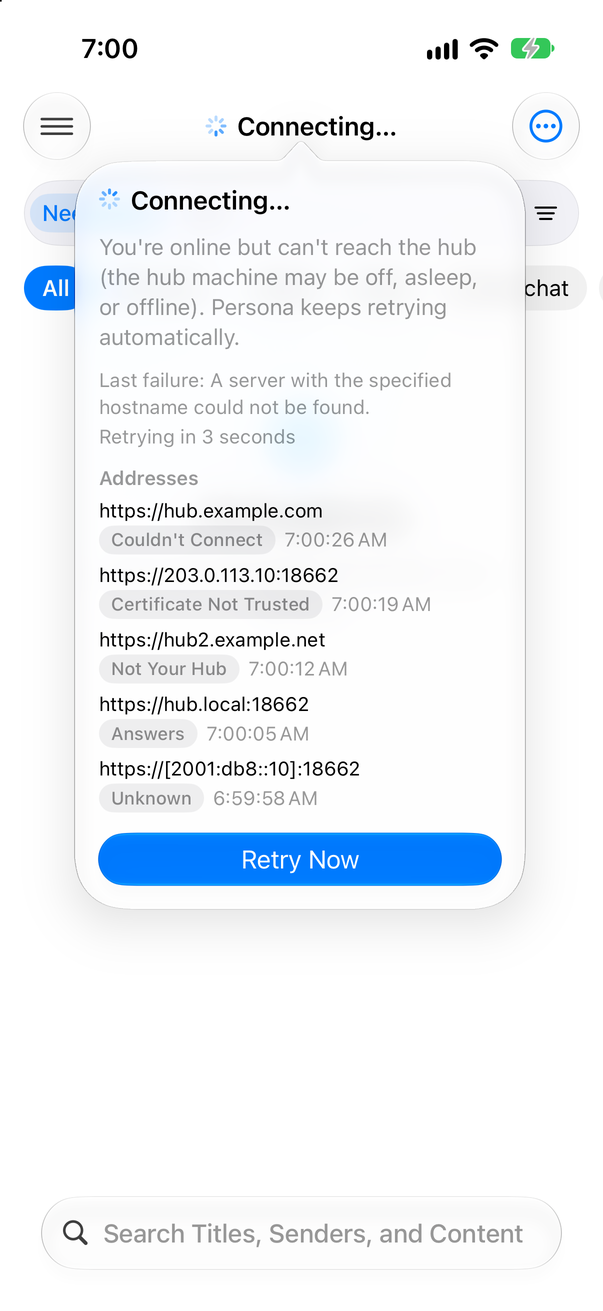 7:00
Connecting...
Connecting...
You're online but can't reach the hub
(the hub machine may be off, asleep,
or offline). Persona keeps retrying
automatically.
Last failure: A server with the specified
hostname could not be found.
Retrying in 3 seconds
Addresses
https://hub.example.com
Couldn't Connect 7:00:26 AM
https://203.0.113.10:18662
Certificate Not Trusted 7:00:19 AM
https://hub2.example.net
Not Your Hub 7:00:12 AM
https://hub.local:18662
Answers 7:00:05 AM
https://[2001:db8::10]:18662
Unknown 6:59:58 AM
Retry Now
All
chat
Search Titles, Senders, and Content